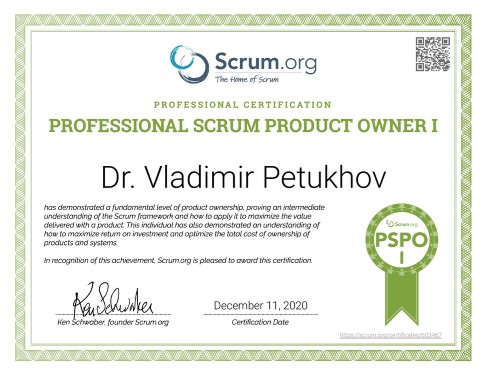 Scrum.org
The Home of Scrum
PROFESSIONAL CERTIFICATION
PROFESSIONAL SCRUM PRODUCT OWNER I
Dr. Vladimir Petukhov
has demonstrated a fundamental level of product ownership, proving an intermediate
understanding of the Scrum framework and how to apply it to maximize the value
delivered with a product. This individual has also demonstrated an understanding of
how to maximize return on investment and optimize the total cost of ownership of
products and systems.
In recognition of this achievement, Scrum.org is pleased to award this certification.
Scrum.org
PSPO
I
Ken Schwaber
December 11, 2020
Ken Schwaber, founder Scrum.org
Certification Date
https://scrum.org/certificates/603467